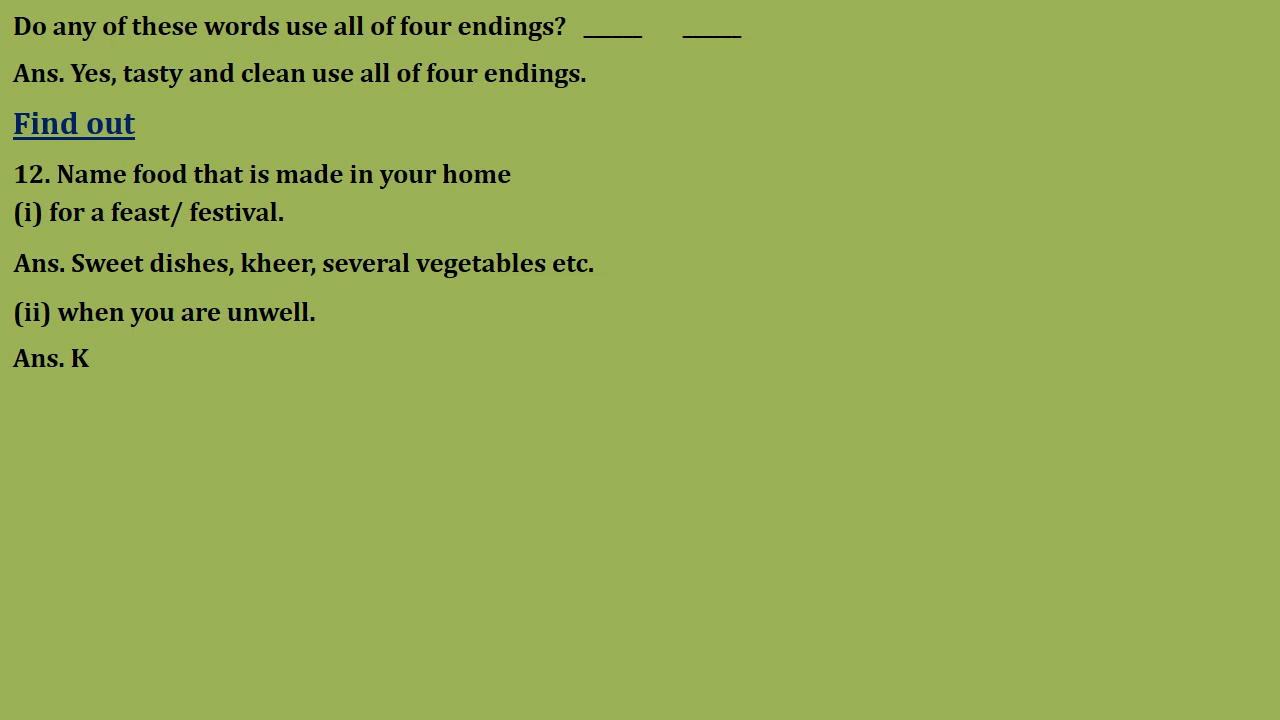 Do any of these words use all of four endings? _____ _____
Ans. Yes, tasty and clean use all of four endings.
Find out
12. Name food that is made in your home
(i) for a feast/ festival.
Ans. Sweet dishes, kheer, several vegetables etc.
(ii) when you are unwell.
Ans. K